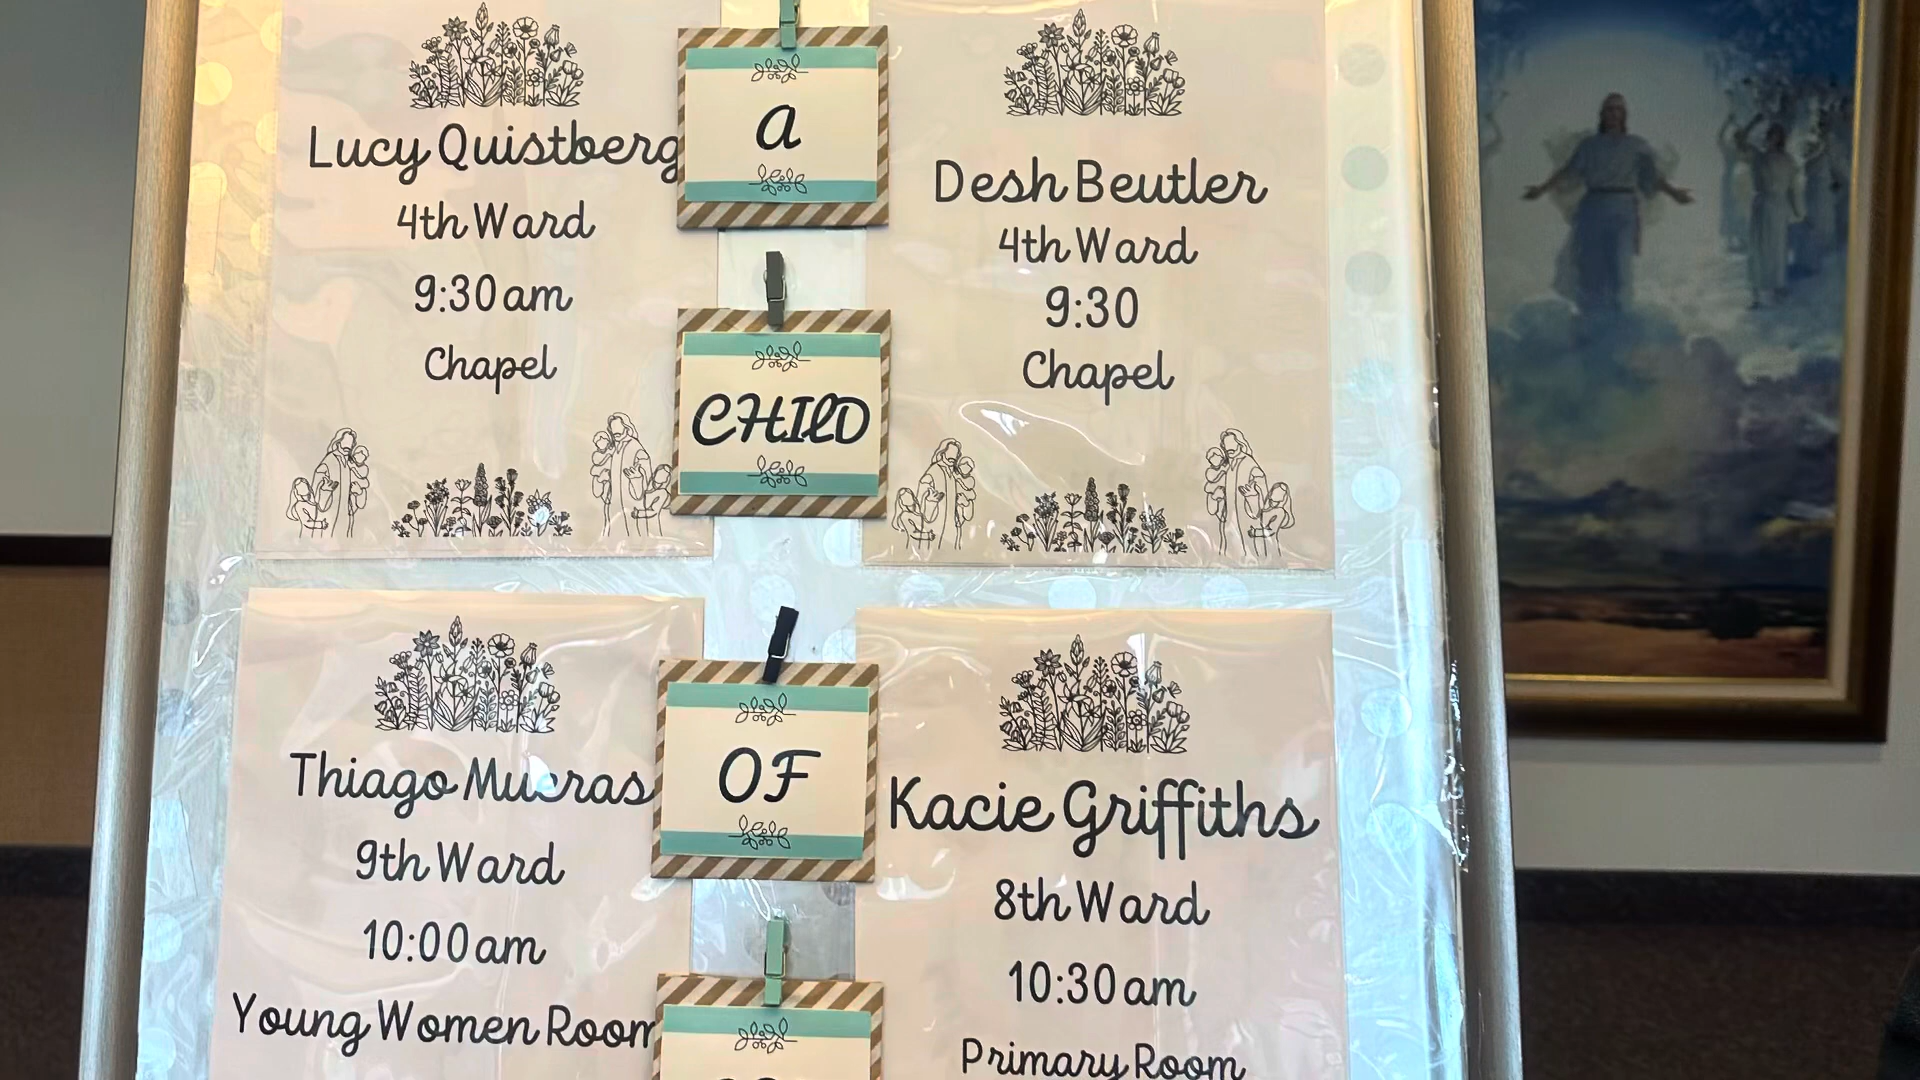 Lucy Quistberg
4th Ward
9:30 am
Chapel
A
CHILD
Desh Beutler
4th Ward
9:30
Chapel
Thiago Mucras
9th Ward
10:00 am
Young Women Room
OF
Kacie Griffiths
8th Ward
10:30 am
Primary Room